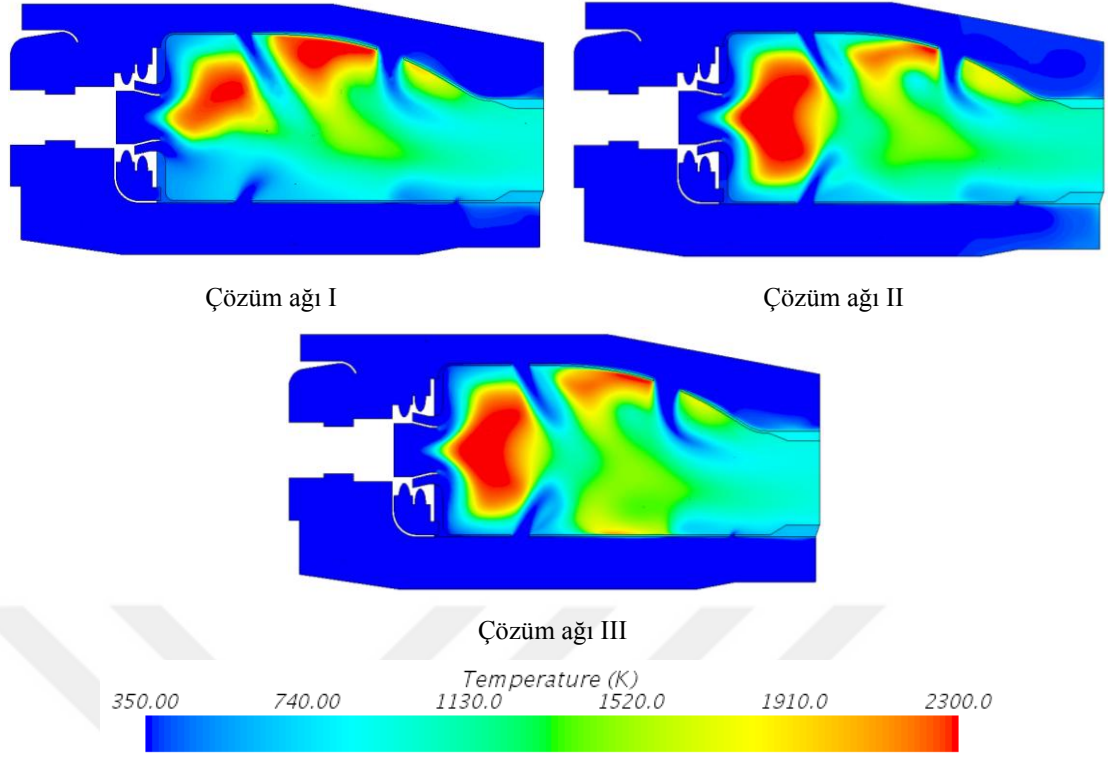 Çözüm ağı I
Çözüm ağı II
Çözüm ağı III
Temperature (K)
350.00 740.00 1130.0 1520.0 1910.0 2300.0